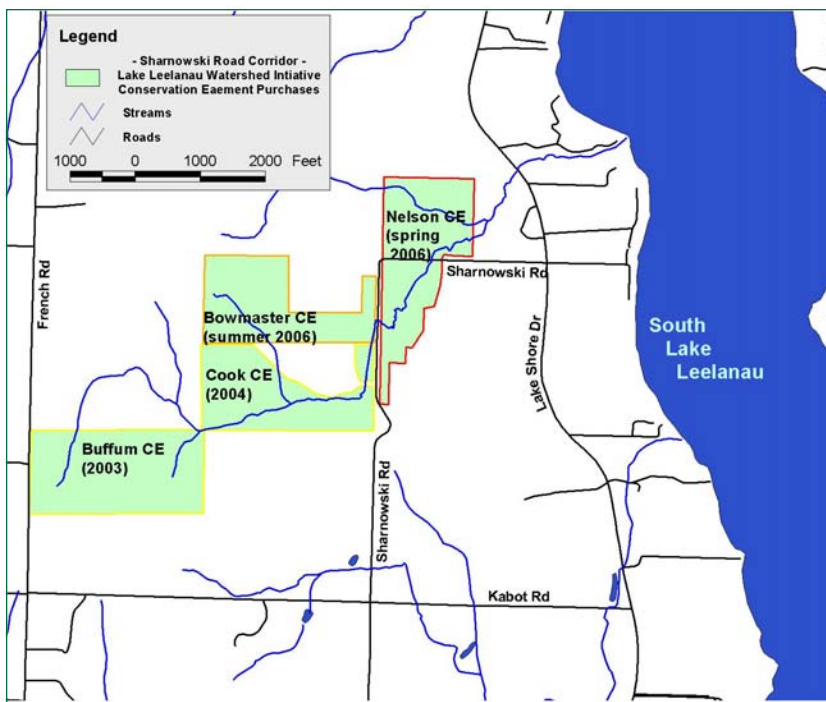 Legend
- Sharnowski Road Corridor -
Lake Leelanau Watershed Intiative
Conservation Eaement Purchases
Streams
Roads
1000 0 1000 2000 Feet
Nelson CE
(spring
2006)
Sharnowski Rd
French Rd
Bowmaster CE
(summer 2006)
South
Lake
Leelanau
Lake Shore Dr
Cook CE
(2004)
Buffum CE
(2003)
Sharnowski Rd
Kabot Rd